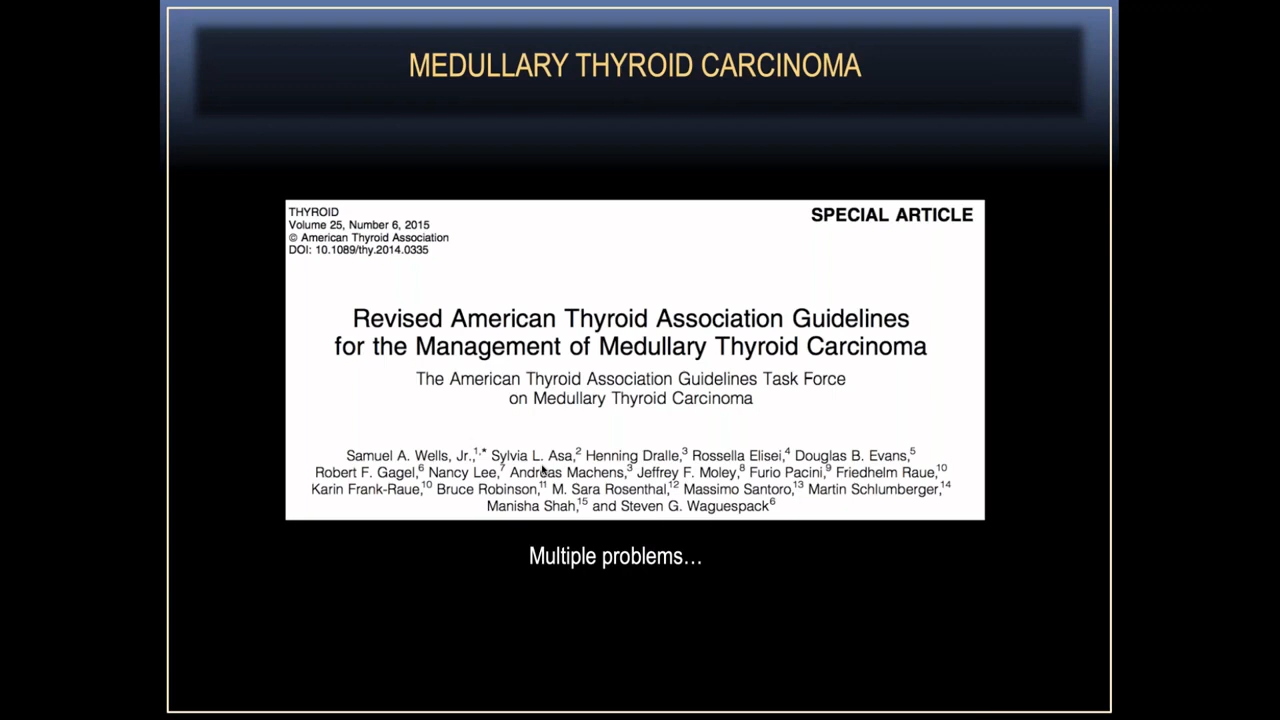 MEDULLARY THYROID CARCINOMA
THYROID
Volume 25, Number 6, 2015
© American Thyroid Association
DOI: 10.1089/thy.2014.0335
SPECIAL ARTICLE
Revised American Thyroid Association Guidelines
for the Management of Medullary Thyroid Carcinoma
The American Thyroid Association Guidelines Task Force
on Medullary Thyroid Carcinoma
Samuel A. Wells, Jr.,1,* Sylvia L. Asa,2 Henning Dralle,3 Rossella Elisei,4 Douglas B. Evans,5
Robert F. Gagel,6 Nancy Lee,7 Andreas Machens,3 Jeffrey F. Moley,8 Furio Pacini,9 Friedhelm Raue,10
Karin Frank-Raue,10 Bruce Robinson,11 M. Sara Rosenthal,12 Massimo Santoro,13 Martin Schlumberger,14
Manisha Shah,15 and Steven G. Waguespack6
Multiple problems…